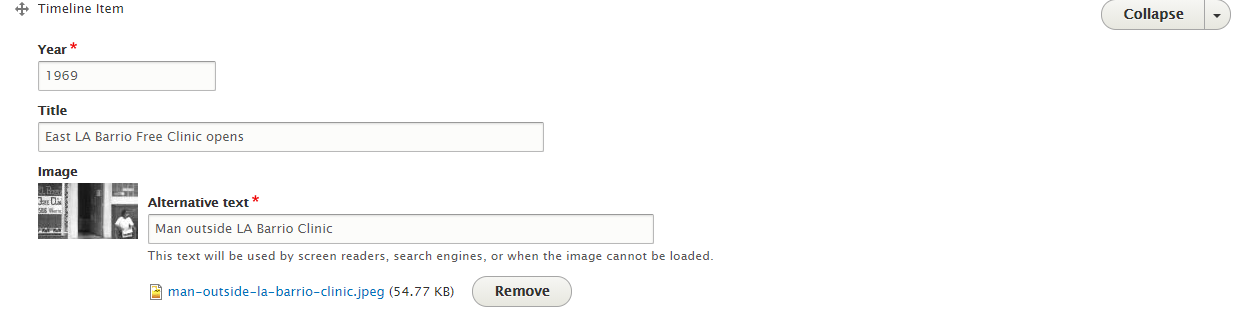 Timeline Item
Collapse
Year *
1969
Title
East LA Barrio Free Clinic opens
Image
Alternative text *
Man outside LA Barrio Clinic
This text will be used by screen readers, search engines, or when the image cannot be loaded.
man-outside-la-barrio-clinic.jpeg (54.77 KB)
Remove